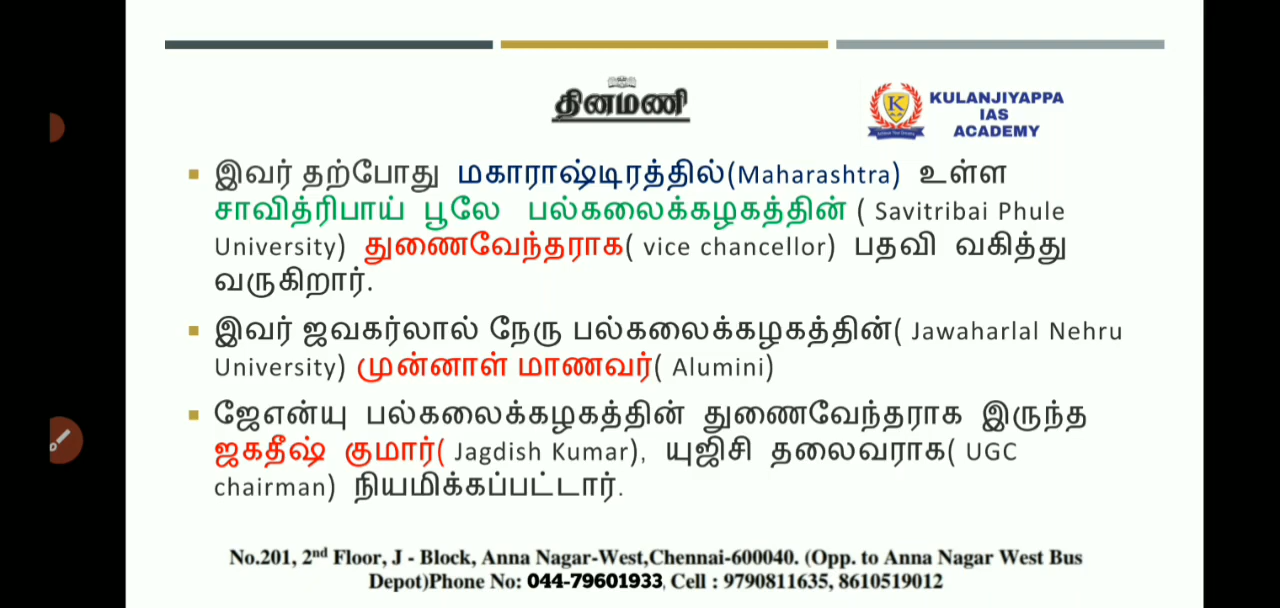 தினமணி
KULANJIYAPPA
IAS
ACADEMY
இவர் தற்போது மகாராஷ்டிரத்தில்(Maharashtra) உள்ள
சாவித்ரிபாய் பூலே பல்கலைக்கழகத்தின் ( Savitribai Phule
University) துணைவேந்தராக( vice chancellor) பதவி வகித்து
வருகிறார்.
இவர் ஜவகர்லால் நேரு பல்கலைக்கழகத்தின்( Jawaharlal Nehru
University) முன்னாள் மாணவர்( Alumini)
ஜேஎன்யு பல்கலைக்கழகத்தின் துணைவேந்தராக இருந்த
ஜகதீஷ் குமார்( Jagdish Kumar), யுஜிசி தலைவராக( UGC
chairman) நியமிக்கப்பட்டார்.
No.201, 2nd Floor, J - Block, Anna Nagar-West,Chennai-600040. (Opp. to Anna Nagar West Bus
Depot)Phone No: 044-79601933, Cell : 9790811635, 8610519012